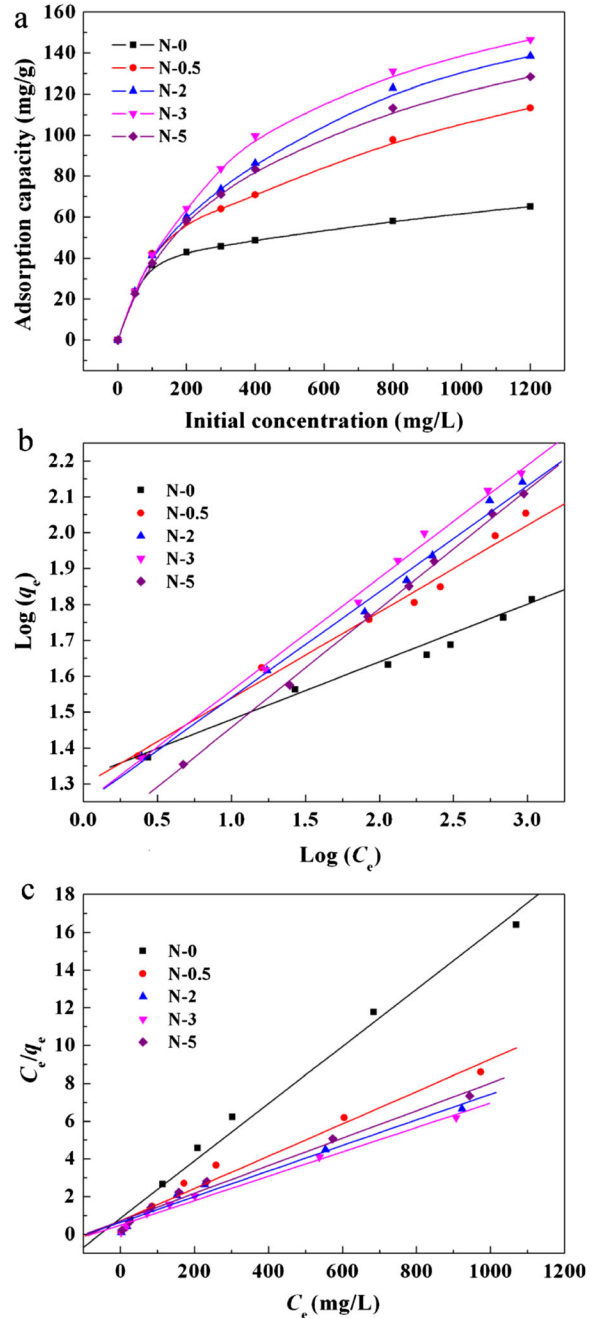 a
160
140
120
100
80
60
40
20
0
Adsorption capacity (mg/g)
N-0
N-0.5
N-2
N-3
N-5
0 200 400 600 800 1000 1200
Initial concentration (mg/L)
b
2.2
2.1
2.0
1.9
1.8
1.7
1.6
1.5
1.4
1.3
Log (qe)
N-0
N-0.5
N-2
N-3
N-5
0.0 0.5 1.0 1.5 2.0 2.5 3.0
Log (Ce)
c
18
16
14
12
10
8
6
4
2
0
Ce/qe
N-0
N-0.5
N-2
N-3
N-5
0 200 400 600 800 1000 1200
Ce (mg/L)